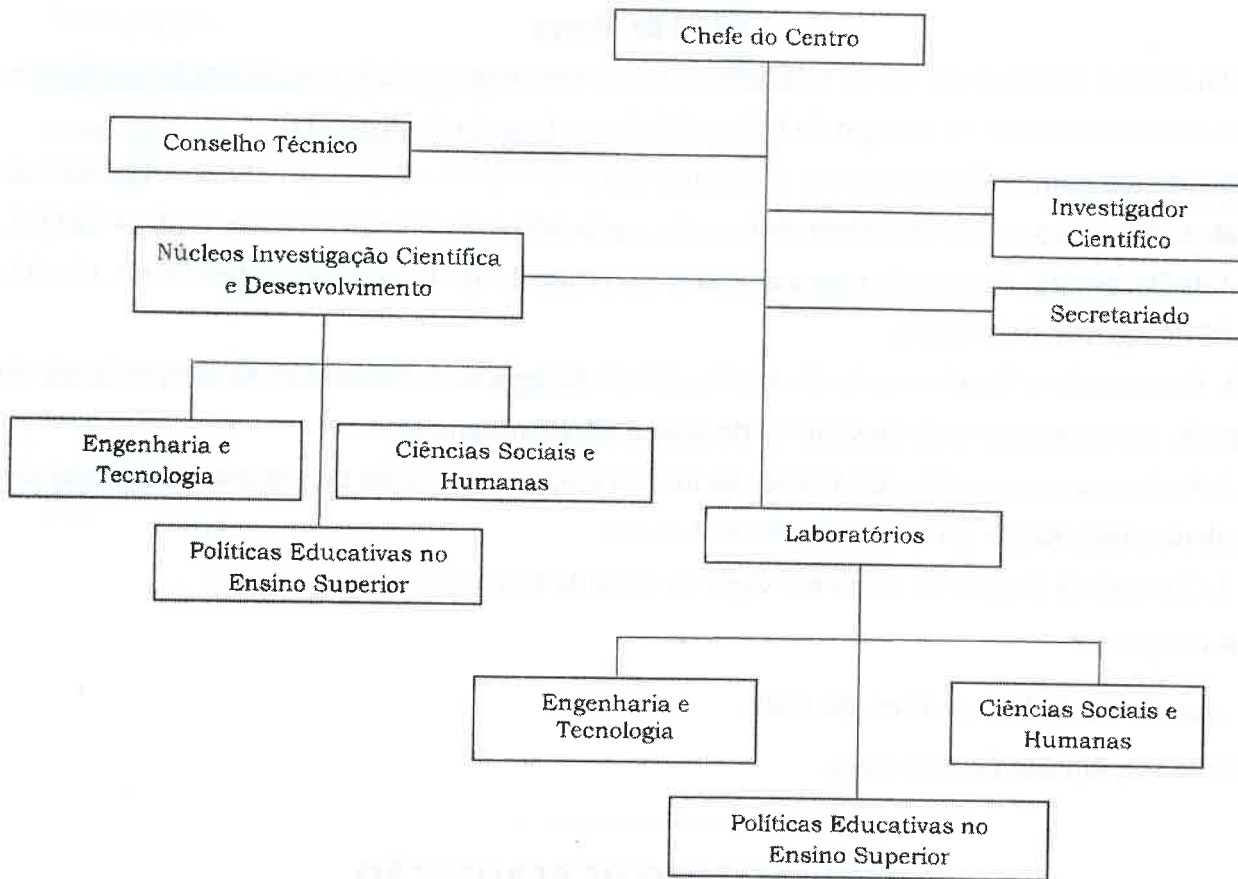 Chefe do Centro
Conselho Técnico
Investigador
Científico
Núcleos Investigação Científica
e Desenvolvimento
Secretariado
Engenharia e
Tecnologia
Ciências Sociais e
Humanas
Políticas Educativas no
Ensino Superior
Laboratórios
Engenharia e
Tecnologia
Ciências Sociais e
Humanas
Políticas Educativas no
Ensino Superior